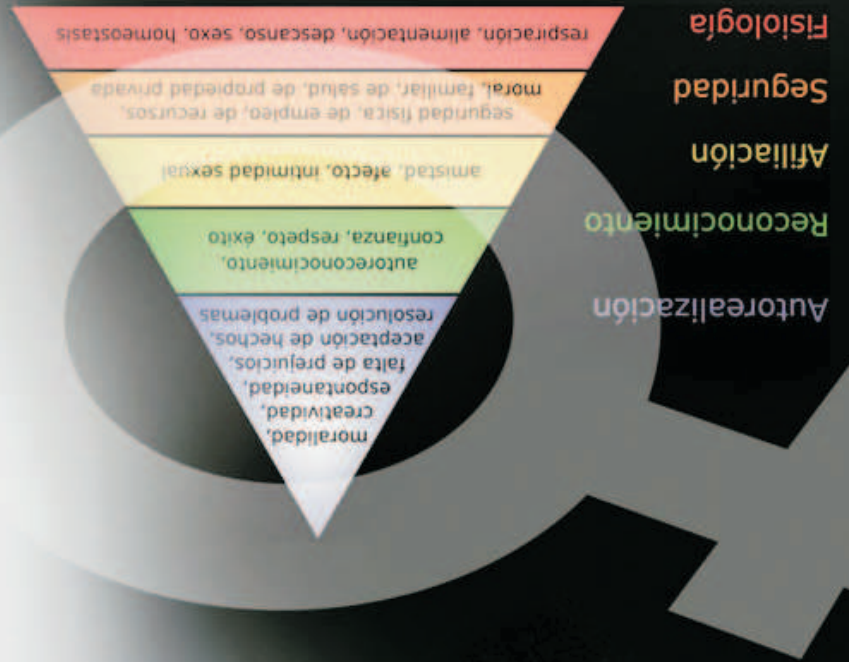 Autorealización
moralidad,
creatividad,
espontaneidad,
falta de prejuicios,
aceptación de hechos,
resolución de problemas
Reconocimiento
autoreconocimiento,
confianza, respeto, éxito
Afiliación
amistad, afecto, intimidad sexual
Seguridad
seguridad física, de empleo, de recursos,
moral, familiar, de salud, de propiedad privada
Fisiología
respiración, alimentación, descanso, sexo, homeostasis